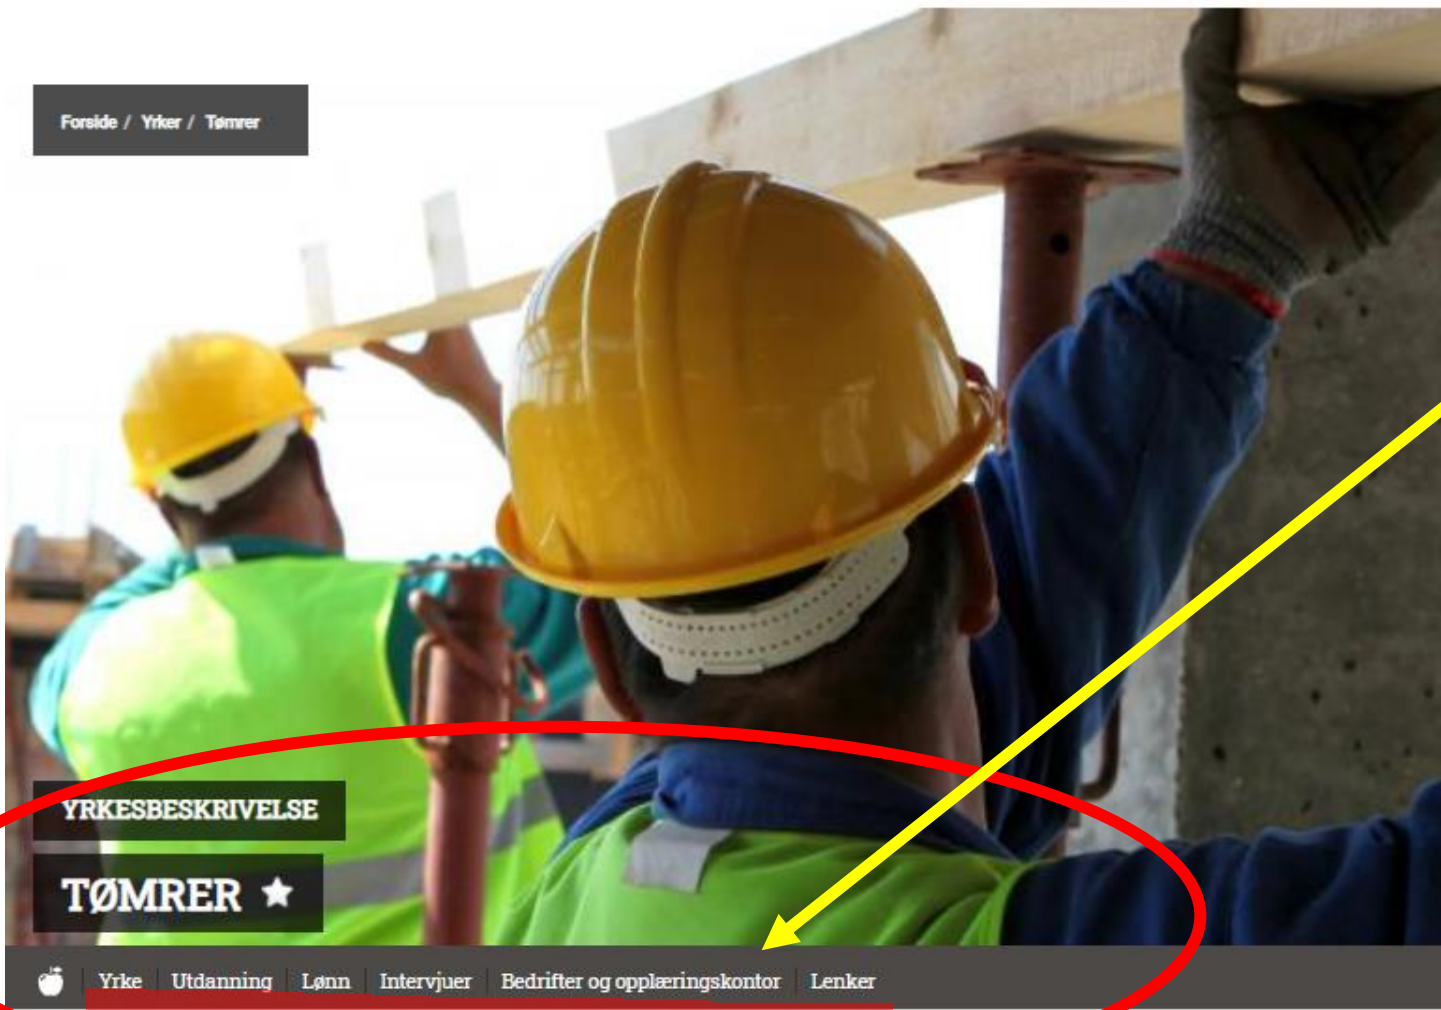 Forside / Yrker / Tømrer
YRKESBESKRIVELSE
TØMRER
Yrke Utdanning Lønn Intervjuer Bedrifter og opplæringskontor Lenker